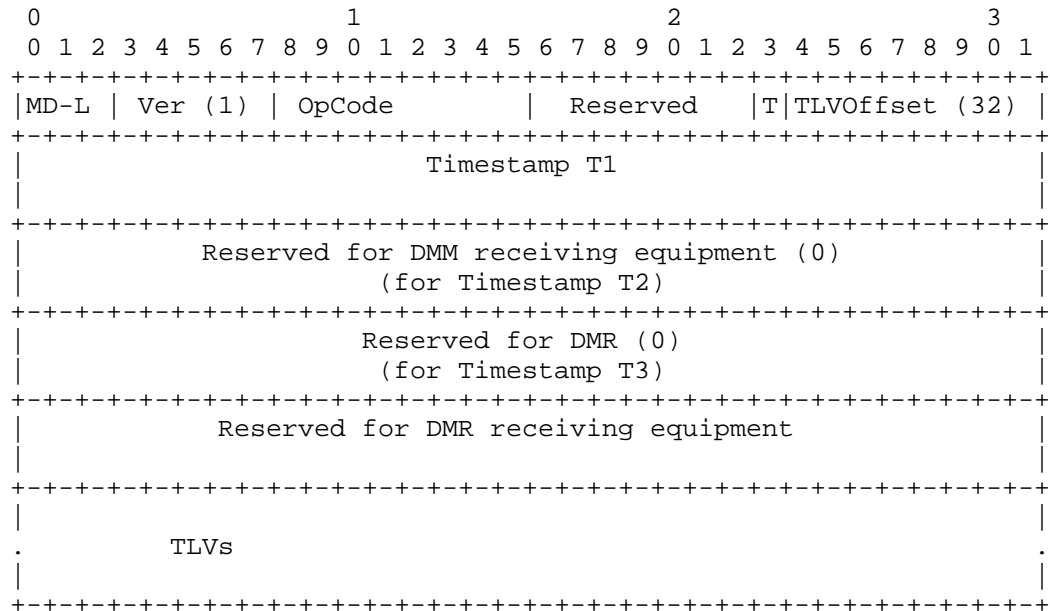 0                   1                   2                   3
 0 1 2 3 4 5 6 7 8 9 0 1 2 3 4 5 6 7 8 9 0 1 2 3 4 5 6 7 8 9 0 1
+-+-+-+-+-+-+-+-+-+-+-+-+-+-+-+-+-+-+-+-+-+-+-+-+-+-+-+-+-+-+-+-+
|MD-L | Ver (1) | OpCode        |  Reserved   |T|TLVOffset (32) |
+-+-+-+-+-+-+-+-+-+-+-+-+-+-+-+-+-+-+-+-+-+-+-+-+-+-+-+-+-+-+-+-+
|                         Timestamp T1                          |
|                                                               |
+-+-+-+-+-+-+-+-+-+-+-+-+-+-+-+-+-+-+-+-+-+-+-+-+-+-+-+-+-+-+-+-+
|           Reserved for DMM receiving equipment (0)            |
|                      (for Timestamp T2)                       |
+-+-+-+-+-+-+-+-+-+-+-+-+-+-+-+-+-+-+-+-+-+-+-+-+-+-+-+-+-+-+-+-+
|                     Reserved for DMR (0)                      |
|                      (for Timestamp T3)                       |
+-+-+-+-+-+-+-+-+-+-+-+-+-+-+-+-+-+-+-+-+-+-+-+-+-+-+-+-+-+-+-+-+
|            Reserved for DMR receiving equipment               |
|                                                               |
+-+-+-+-+-+-+-+-+-+-+-+-+-+-+-+-+-+-+-+-+-+-+-+-+-+-+-+-+-+-+-+-+
|                                                               |
.         TLVs                                                  .
|                                                               |
+-+-+-+-+-+-+-+-+-+-+-+-+-+-+-+-+-+-+-+-+-+-+-+-+-+-+-+-+-+-+-+-+